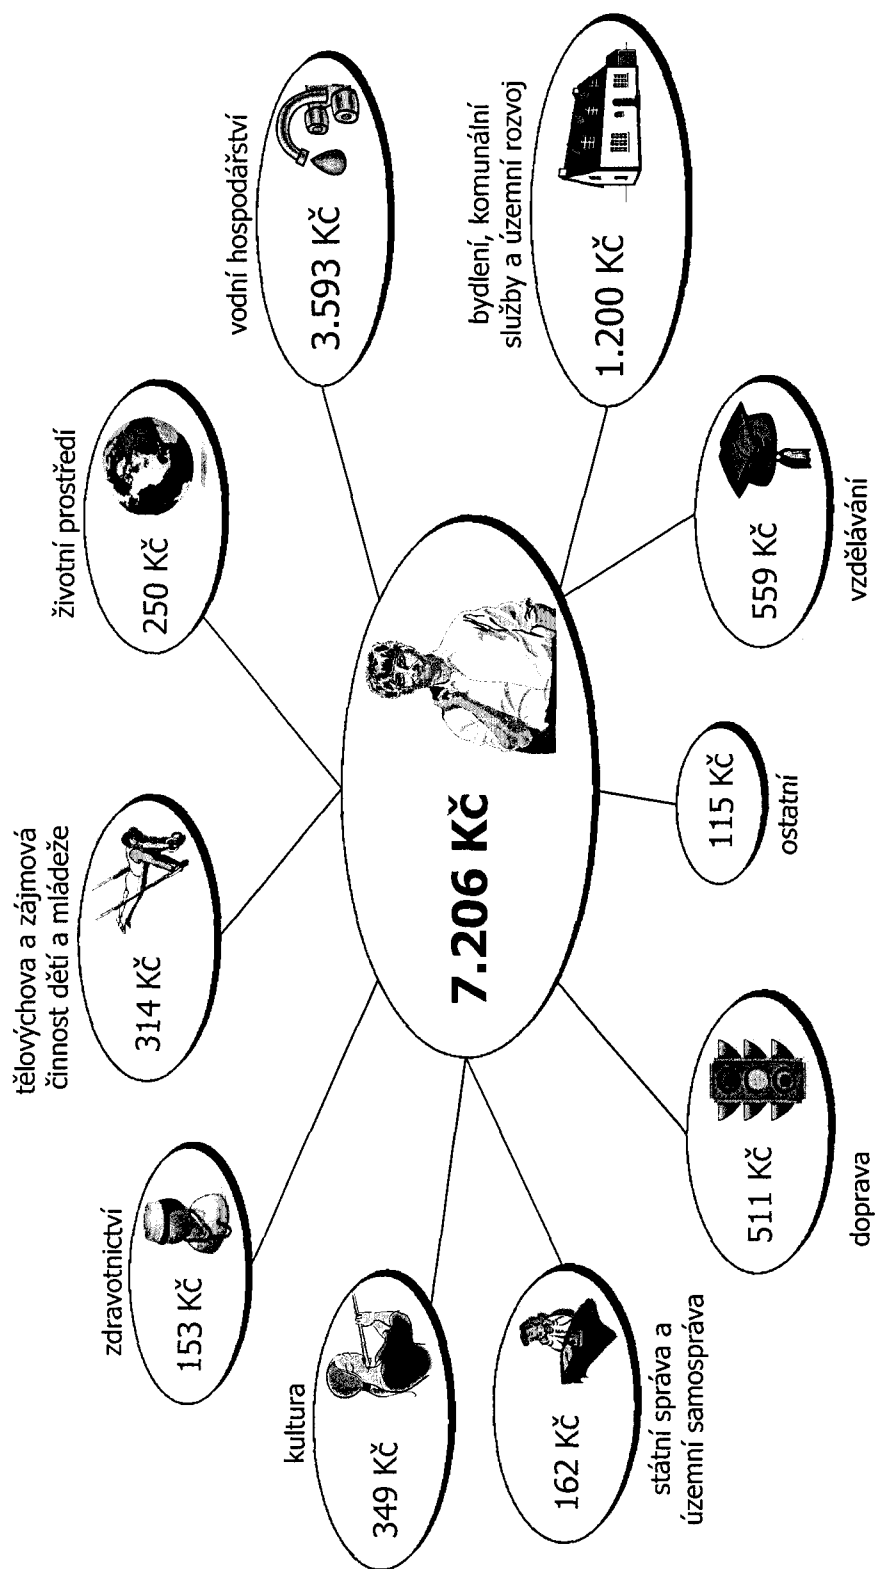 zdravotnictví
153 Kč
tělovýchova a zájmová
činnost dětí a mládeže
314 Kč
životní prostředí
250 Kč
vodní hospodářství
3.593 Kč
kultura
349 Kč
7.206 Kč
bydlení, komunální
služby a územní rozvoj
1.200 Kč
162 Kč
státní správa a
územní samospráva
511 Kč
doprava
115 Kč
ostatní
559 Kč
vzdělávání